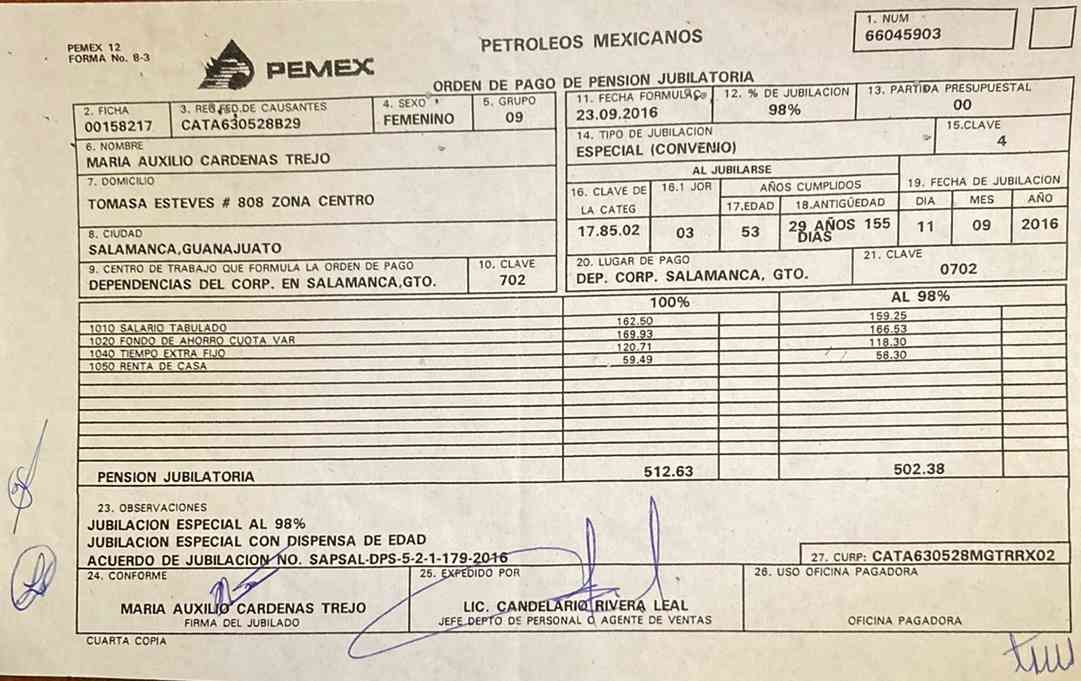 PEMEX 12
FORMA No. 8-3
PEMEX
PETROLEOS MEXICANOS
ORDEN DE PAGO DE PENSION JUBILATORIA
1. NUM
66045903
2. FICHA
00158217
3. REG.FED.DE CAUSANTES
CATA630528B29
4. SEXO
FEMENINO
5. GRUPO
09
6. NOMBRE
MARIA AUXILIO CARDENAS TREJO
7. DOMICILIO
TOMASA ESTEVES # 808 ZONA CENTRO
8. CIUDAD
SALAMANCA,GUANAJUATO
9. CENTRO DE TRABAJO QUE FORMULA LA ORDEN DE PAGO
DEPENDENCIAS DEL CORP. EN SALAMANCA,GTO.
10. CLAVE
702
11. FECHA FORMULAC.
23.09.2016
12. % DE JUBILACION
98%
13. PARTIDA PRESUPUESTAL
00
14. TIPO DE JUBILACION
ESPECIAL (CONVENIO)
15.CLAVE
4
AL JUBILARSE
16. CLAVE DE
LA CATEG
17.85.02
16.1 JOR
03
AÑOS CUMPLIDOS
17.EDAD
53
18.ANTIGÜEDAD
29 AÑOS 155
DIAS
19. FECHA DE JUBILACION
DIA MES AÑO
11 09 2016
20. LUGAR DE PAGO
DEP. CORP. SALAMANCA, GTO.
21. CLAVE
0702
100% AL 98%
1010 SALARIO TABULADO 162.50 159.25
1020 FONDO DE AHORRO CUOTA VAR 169.93 166.53
1040 TIEMPO EXTRA FIJO 120.71 118.30
1050 RENTA DE CASA 59.49 58.30
PENSION JUBILATORIA 512.63 502.38
23. OBSERVACIONES
JUBILACION ESPECIAL AL 98%
JUBILACION ESPECIAL CON DISPENSA DE EDAD
ACUERDO DE JUBILACION NO. SAPSAL-DPS-5-2-1-179-2016
27. CURP: CATA630528MGTRRX02
24. CONFORME
MARIA AUXILIO CARDENAS TREJO
FIRMA DEL JUBILADO
25. EXPEDIDO POR
LIC. CANDELARIO RIVERA LEAL
JEFE DEPTO DE PERSONAL O AGENTE DE VENTAS
26. USO OFICINA PAGADORA
OFICINA PAGADORA
CUARTA COPIA